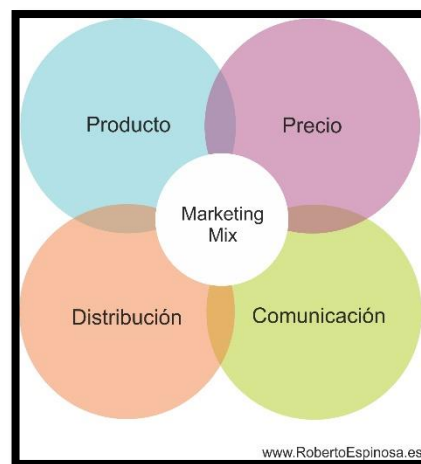 Producto
Precio
Marketing
Mix
Distribución
Comunicación
www.RobertoEspinosa.es